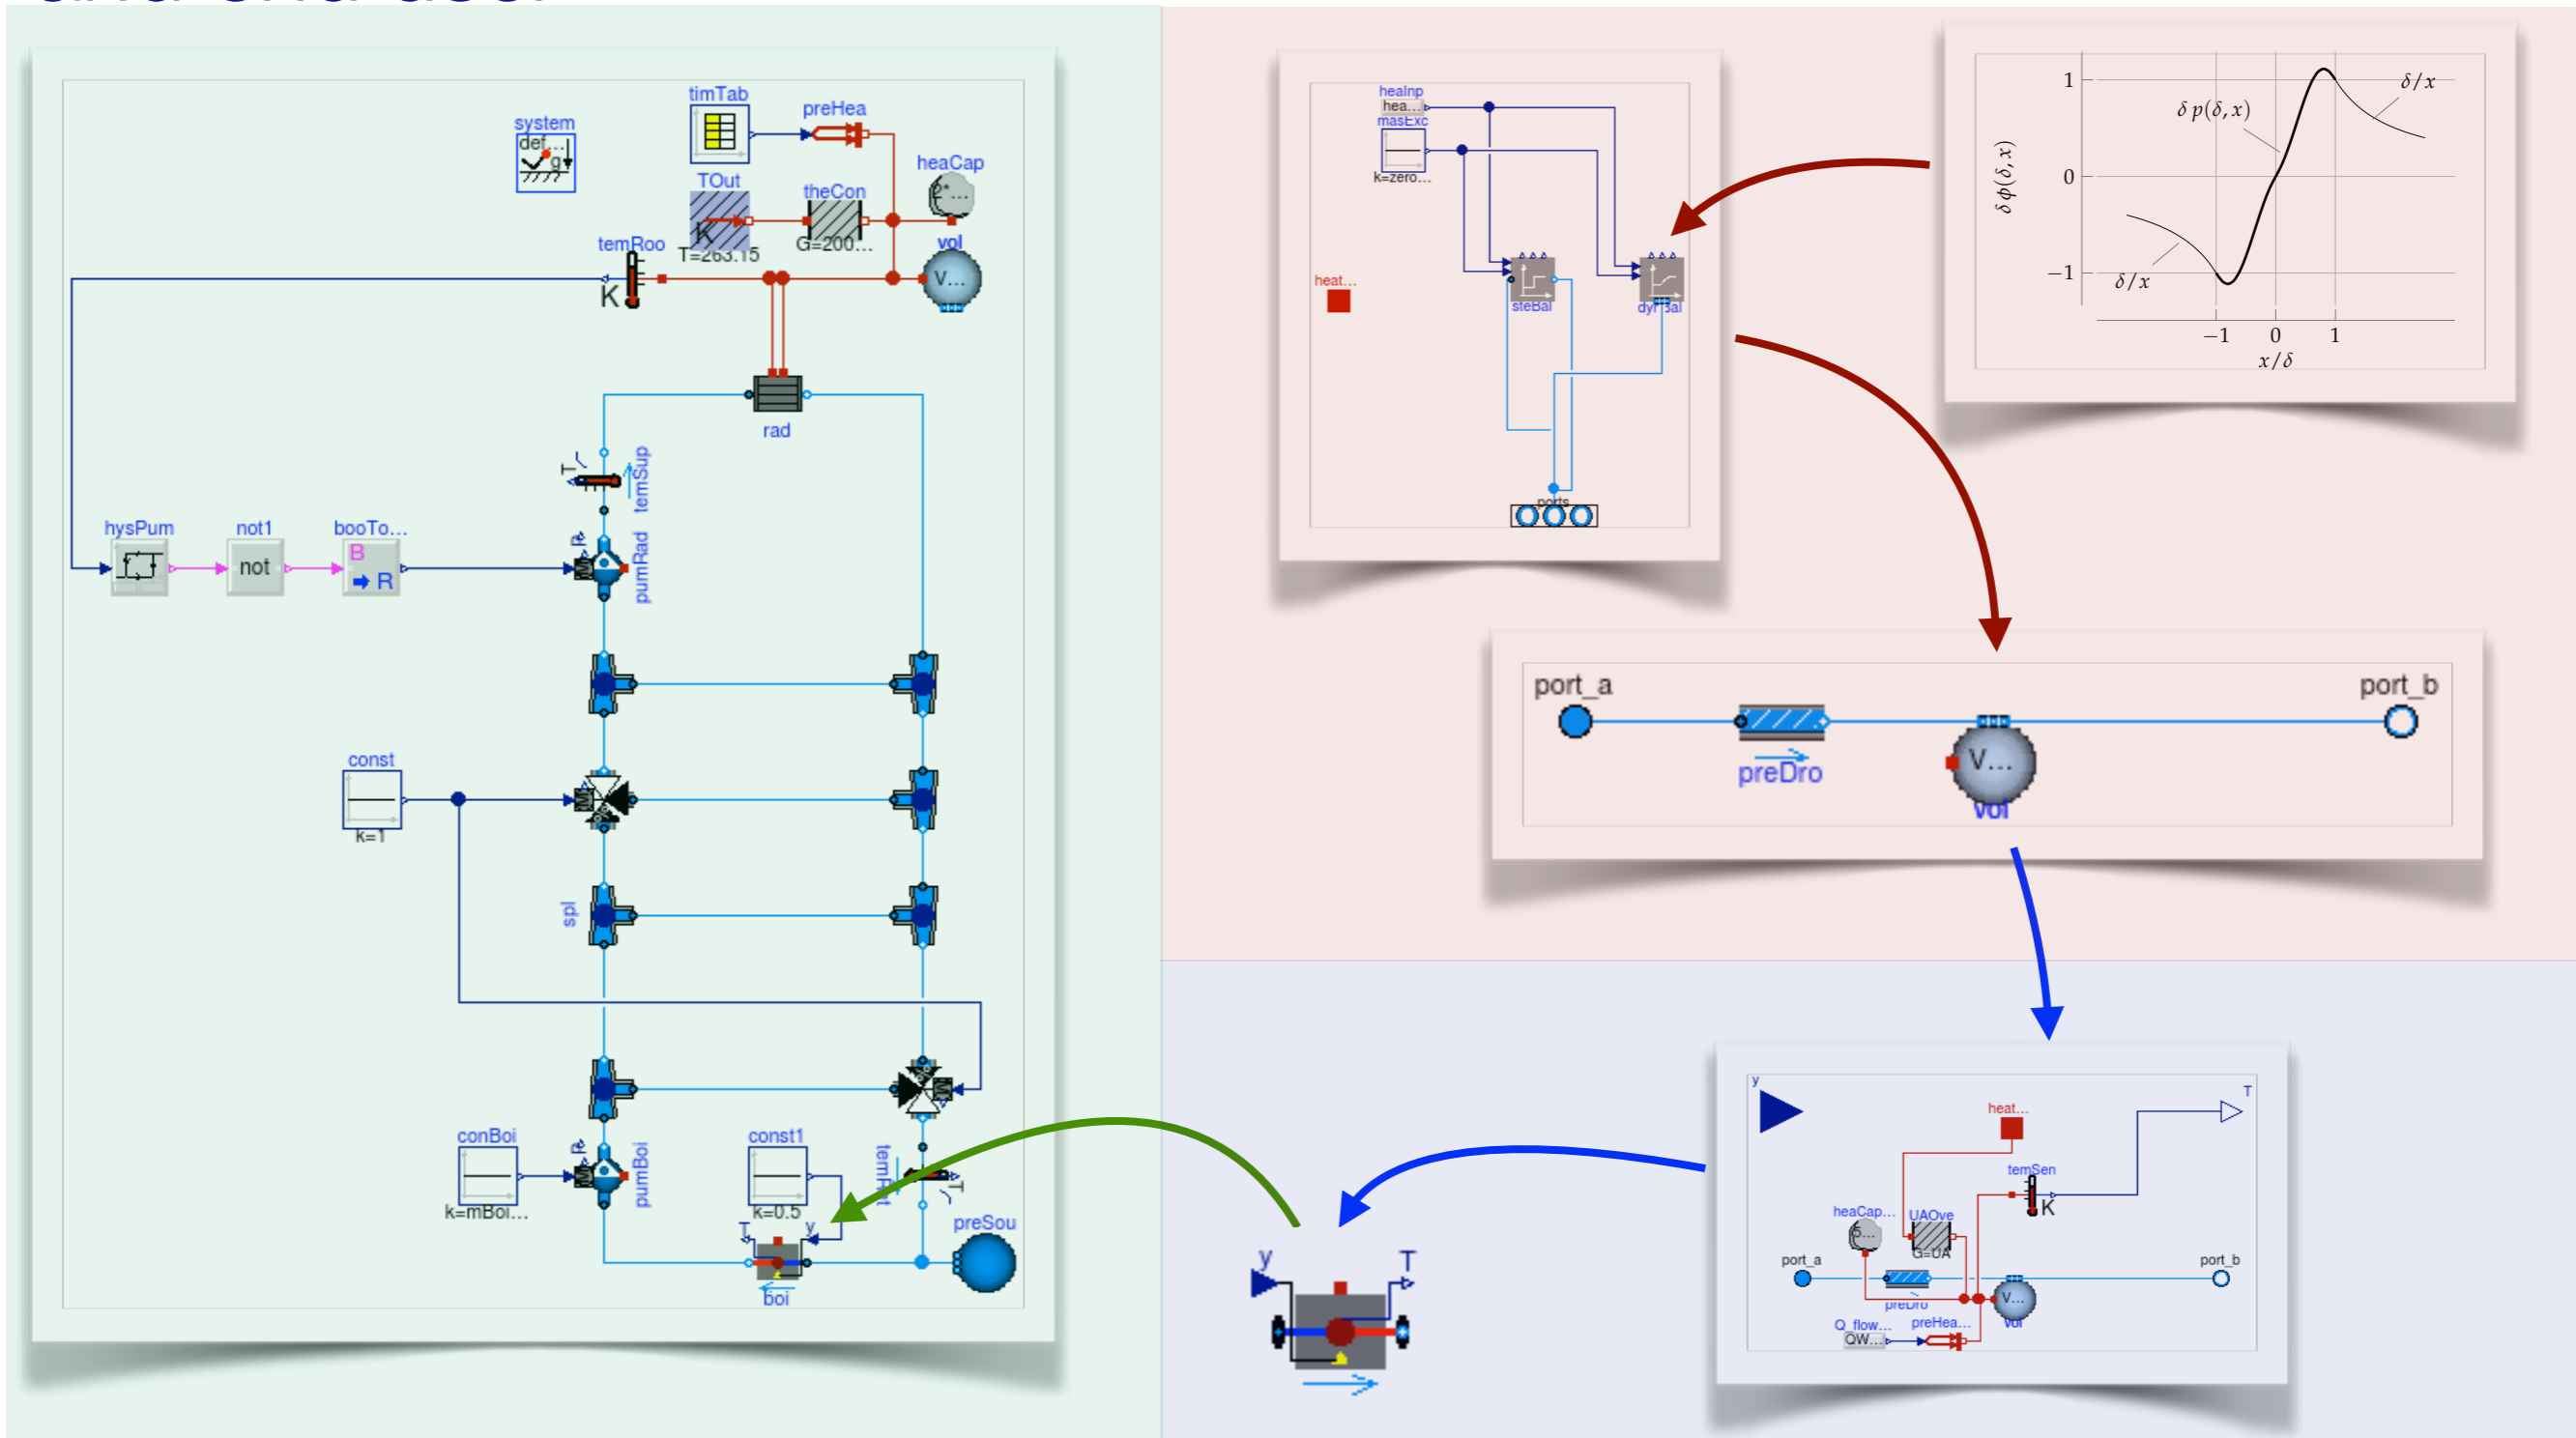 timTab
preHea
system
def...
g
heaCap
2*...
TOut
theCon
K
T=263.15
G=200...
temRoo
vol
K
V...
rad
T
temSup
hysPum
not1
booTo...
not
B
R
pumRad
M
const
k=1
M
spl
M
conBoi
const1
k=mBoi...
M
pumBoi
k=0.5
T
y
T
preSou
boi
heaInp
hea...
masExc
k=zero...
heat...
steBal
ports
1
0
−1
δ/x
δ p(δ, x)
δ/x
δ ϕ(δ, x)
−1
0
1
x/δ
port_a
port_b
preDro
V...
vol
y
T
heat...
temSen
K
heaCap...
UAOve
5...
G=UA
port_a
port_b
preDro
V...
vol
Q_flow...
preHea...
QW...
y
T